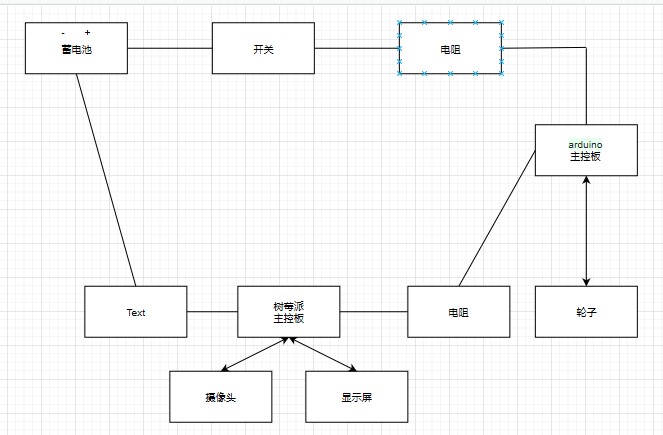 - +
蓄电池
开关
电阻
arduino
主控板
Text
树莓派
主控板
电阻
轮子
摄像头
显示屏